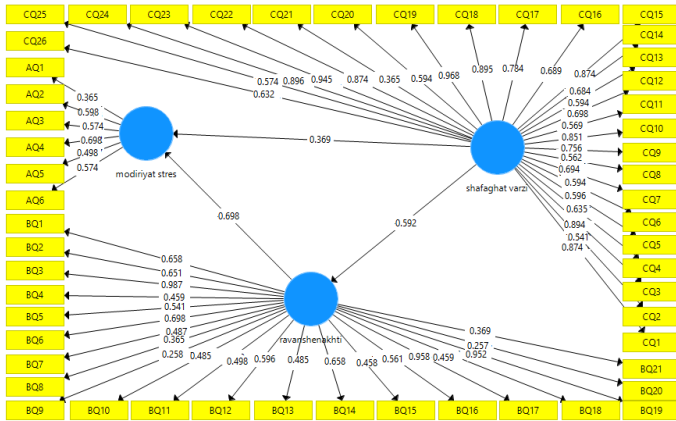 CQ25 CQ24 CQ23 CQ22 CQ21 CQ20 CQ19 CQ18 CQ17 CQ16 CQ15
CQ26 CQ14
AQ1 CQ13
AQ2 CQ12
AQ3 CQ11
AQ4 CQ10
AQ5 CQ9
AQ6 CQ8
BQ1 CQ7
BQ2 CQ6
BQ3 CQ5
BQ4 CQ4
BQ5 CQ3
BQ6 CQ2
BQ7 CQ1
BQ8 BQ21
BQ20
BQ9 BQ10 BQ11 BQ12 BQ13 BQ14 BQ15 BQ16 BQ17 BQ18 BQ19
0.574 0.896 0.945 0.874 0.365 0.594 0.968 0.895 0.784 0.689 0.874
0.632
0.684
0.594
0.698
0.569
0.851
0.756
0.562
0.694
0.594
0.596
0.635
0.894
0.541
0.874
shafaghat varzi
0.365
0.598
0.574
0.698
0.498
0.574
modiriyat stres
0.369
0.698
0.592
0.658
0.651
0.987
0.459
0.541
0.698
0.487
0.365
0.258 0.485 0.498 0.596 0.485 0.658 0.458 0.561 0.958 0.459 0.952
0.257
0.369
ravanshenakhti